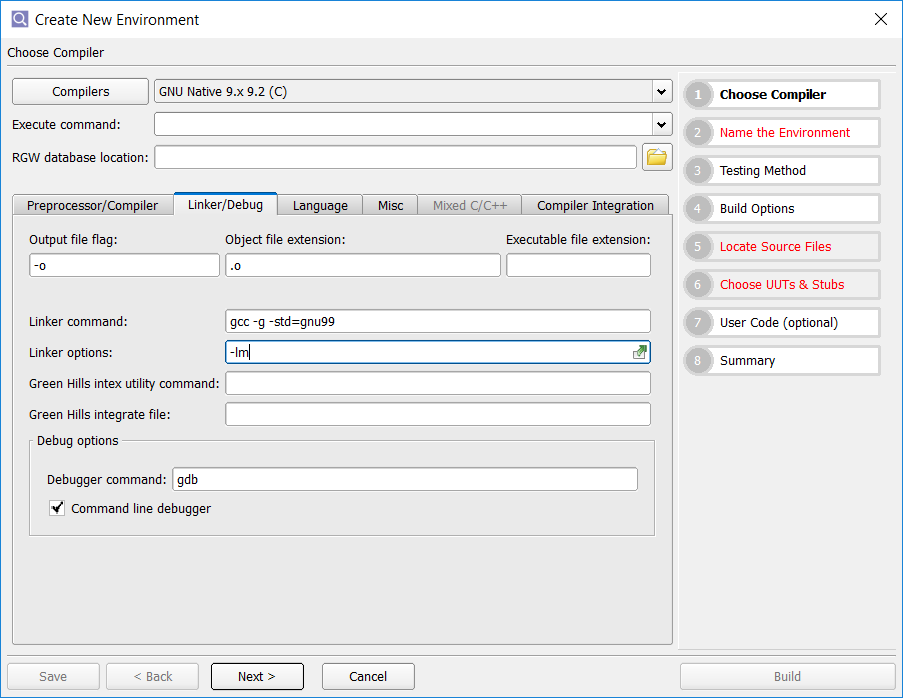 Create New Environment
Choose Compiler
Compilers
GNU Native 9.x 9.2 (C)
Execute command:
RGW database location:
Preprocessor/Compiler
Linker/Debug
Language
Misc
Mixed C/C++
Compiler Integration
Output file flag:
Object file extension:
Executable file extension:
-o
.o
Linker command:
gcc -g -std=gnu99
Linker options:
-lm
Green Hills intex utility command:
Green Hills integrate file:
Debug options
Debugger command:
gdb
Command line debugger
1 Choose Compiler
2 Name the Environment
3 Testing Method
4 Build Options
5 Locate Source Files
6 Choose UUTs & Stubs
7 User Code (optional)
8 Summary
Save
< Back
Next >
Cancel
Build